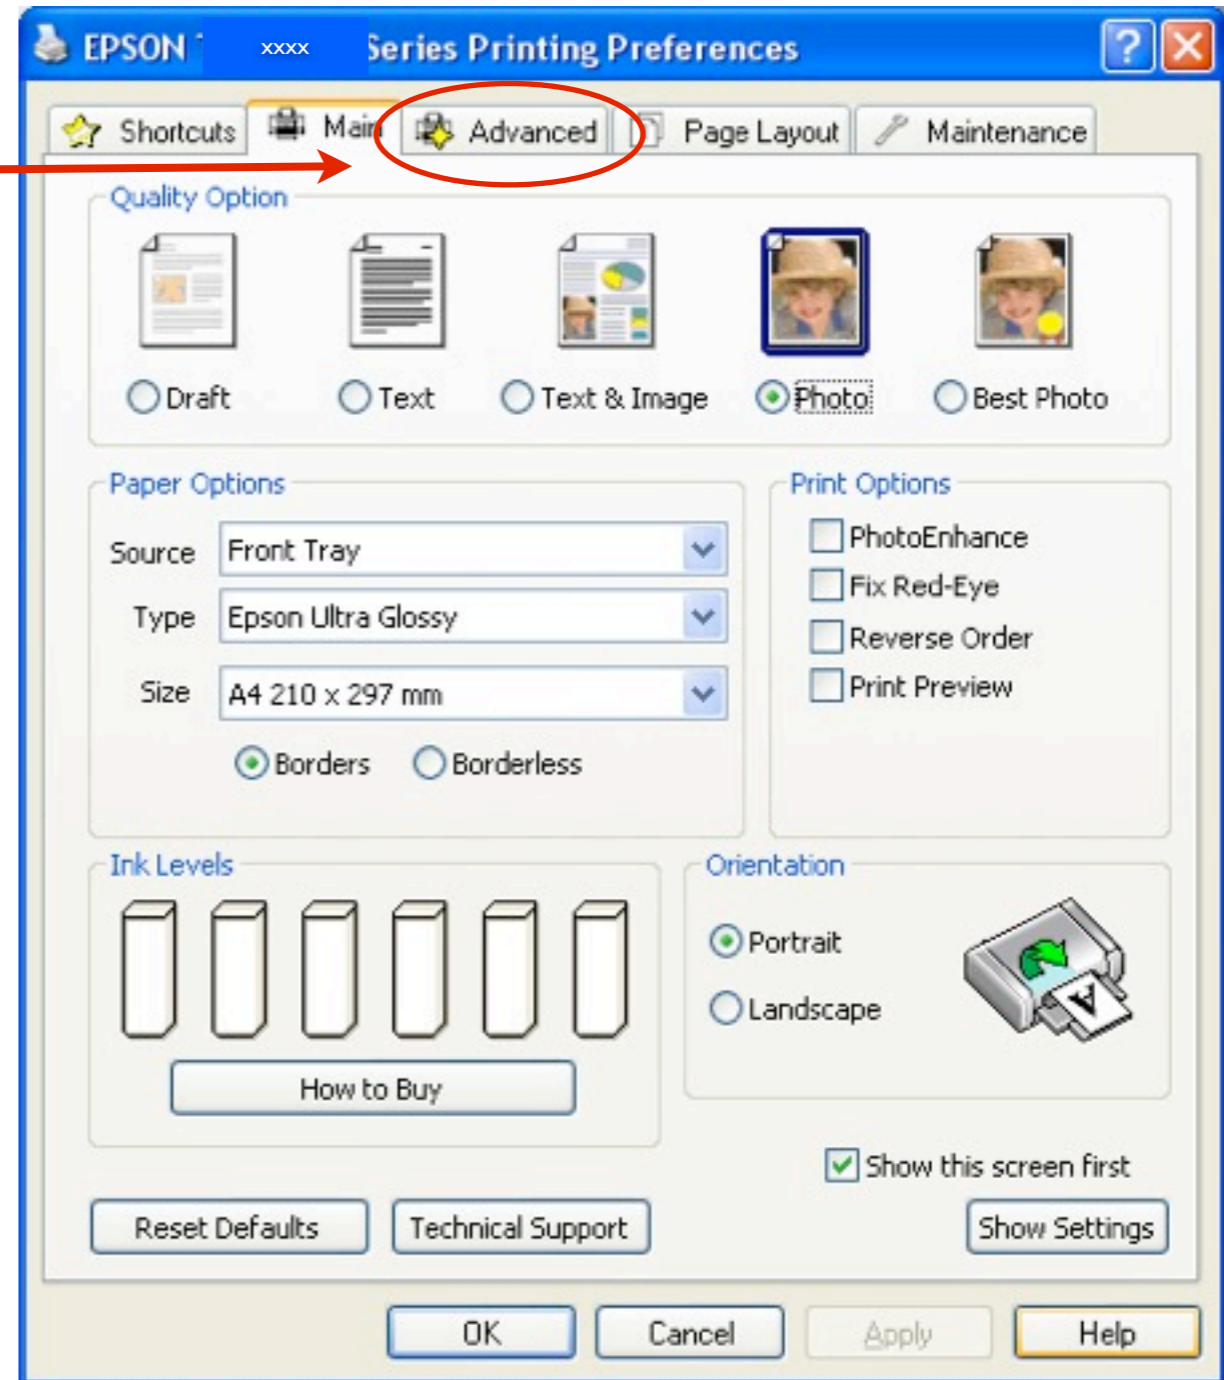 EPSON T xxxx Series Printing Preferences
Shortcuts Main Advanced Page Layout Maintenance
Quality Option
Draft Text Text & Image Photo Best Photo
Paper Options
Source Front Tray
Type Epson Ultra Glossy
Size A4 210 x 297 mm
Borders Borderless
Print Options
PhotoEnhance
Fix Red-Eye
Reverse Order
Print Preview
Ink Levels
How to Buy
Orientation
Portrait
Landscape
A
Show this screen first
Reset Defaults Technical Support Show Settings
OK Cancel Apply Help